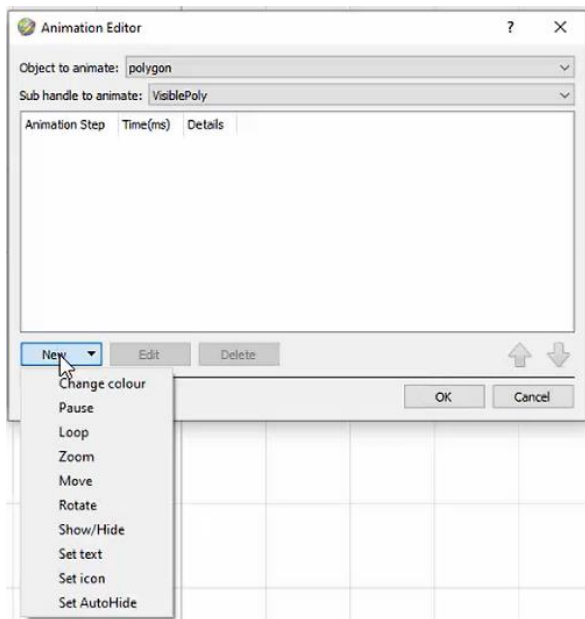 Animation Editor ? ×
Object to animate: polygon
Sub handle to animate: VisiblePoly
Animation Step Time(ms) Details
New Edit Delete
Change colour
OK Cancel
Pause
Loop
Zoom
Move
Rotate
Show/Hide
Set text
Set icon
Set AutoHide